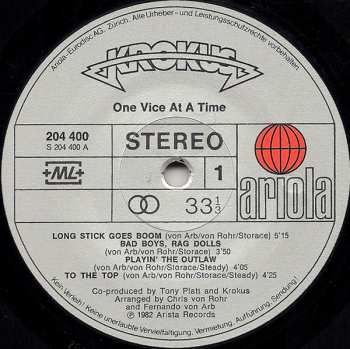 Ariola-Eurodisc AG, Zürich. Alle Urheber- und Leistungsschutzrechte vorbehalten.
KROKUS
One Vice At A Time
204 400
S 204 400 A
STEREO
+ML+
1
33 1/3
ariola
LONG STICK GOES BOOM (von Arb/von Rohr/Storace) 5'15
BAD BOYS, RAG DOLLS
(von Arb/von Rohr/Storace) 3'50
PLAYIN' THE OUTLAW
(von Arb/von Rohr/Storace/Steady) 4'05
TO THE TOP (von Arb/von Rohr/Storace/Steady) 4'25
Co-produced by Tony Platt and Krokus
Arranged by Chris von Rohr
and Fernando von Arb
℗ 1982 Arista Records
Kein Verleih! Keine unerlaubte Vervielfältigung, Vermietung, Aufführung, Sendung!